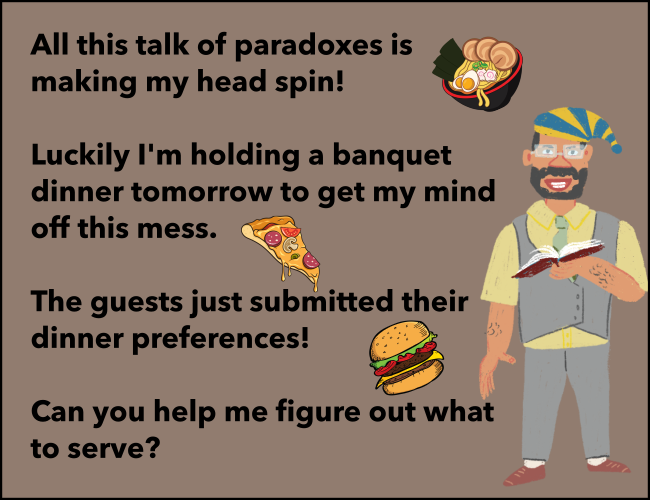 All this talk of paradoxes is
making my head spin!
Luckily I'm holding a banquet
dinner tomorrow to get my mind
off this mess.
The guests just submitted their
dinner preferences!
Can you help me figure out what
to serve?